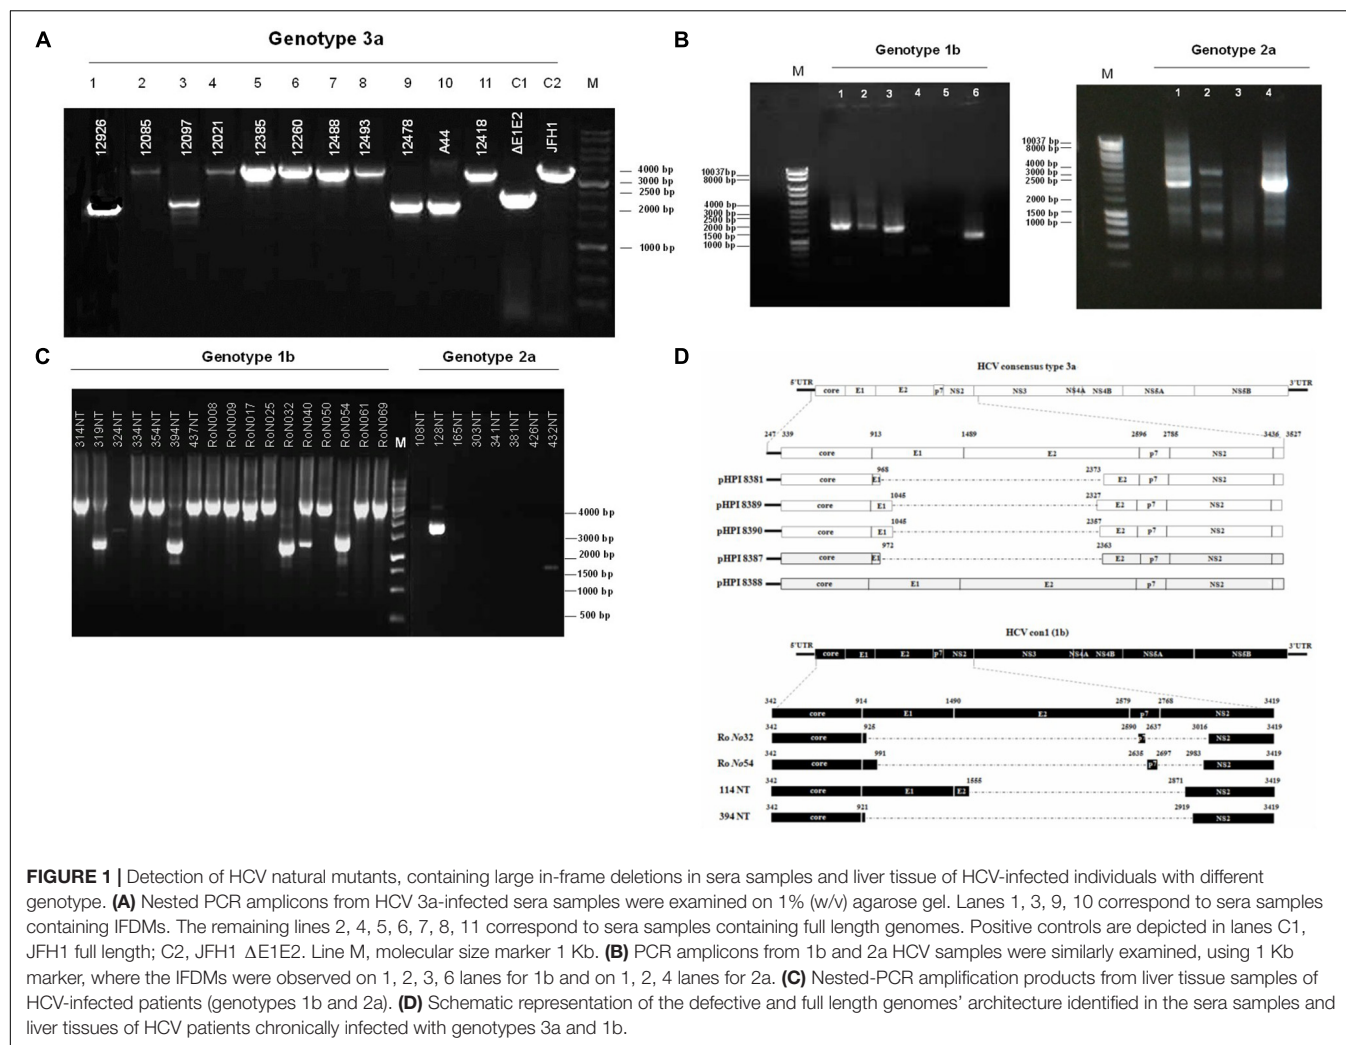 A
Genotype 3a
1 2 3 4 5 6 7 8 9 10 11 C1 C2 M
12926 12085 12097 12021 12385 12260 12488 12493 12478 A44 12418 ΔE1E2 JFH1
4000 bp
3000 bp
2500 bp
2000 bp
1000 bp
B
Genotype 1b
M
1 2 3 4 5 6
10037bp
8000 bp
4000 bp
3000 bp
2500 bp
2000 bp
1500 bp
1000 bp
Genotype 2a
M
1 2 3 4
10037 bp
8000 bp
4000 bp
3000 bp
2500 bp
2000 bp
1500 bp
1000 bp
C
Genotype 1b
Genotype 2a
314NT 319NT 324NT 334NT 354NT 394NT 437NT RoN008 RoN009 RoN017 RoN025 RoN032 RoN040 RoN050 RoN054 RoN061 RoN069 M 108NT 128NT 165NT 303NT 341NT 381NT 426NT 432NT
4000 bp
3000 bp
2000 bp
1500 bp
1000 bp
500 bp
D
HCV consensus type 3a
5'UTR core E1 E2 p7 NS2 NS3 NS4A NS4B NS5A NS5B 3'UTR
247 339 913 1489 2896 2785 3436 3527
core E1 E2 p7 NS2
968 2373
pHPI 8381 core E1 E2 p7 NS2
1045 2327
pHPI 8389 core E1 E2 p7 NS2
1045 2357
pHPI 8390 core E1 E2 p7 NS2
972 2363
pHPI 8387 core E1 E2 p7 NS2
pHPI 8388 core E1 E2 p7 NS2
HCV con1 (1b)
5'UTR core E1 E2 p7 NS2 NS3 NS4A NS4B NS5A NS5B 3'UTR
342 914 1490 2579 2768 3419
core E1 E2 p7 NS2
342 925 2590 2637 3016 3419
Ro No32 core p7 NS2
342 991 2635 2697 2983 3419
Ro No54 core p7 NS2
342 1555 2871 3419
114 NT core E1 E2 NS2
342 921 2919 3419
394 NT core NS2
FIGURE 1 | Detection of HCV natural mutants, containing large in-frame deletions in sera samples and liver tissue of HCV-infected individuals with different
genotype. (A) Nested PCR amplicons from HCV 3a-infected sera samples were examined on 1% (w/v) agarose gel. Lanes 1, 3, 9, 10 correspond to sera samples
containing IFDMs. The remaining lines 2, 4, 5, 6, 7, 8, 11 correspond to sera samples containing full length genomes. Positive controls are depicted in lanes C1,
JFH1 full length; C2, JFH1 ΔE1E2. Line M, molecular size marker 1 Kb. (B) PCR amplicons from 1b and 2a HCV samples were similarly examined, using 1 Kb
marker, where the IFDMs were observed on 1, 2, 3, 6 lanes for 1b and on 1, 2, 4 lanes for 2a. (C) Nested-PCR amplification products from liver tissue samples of
HCV-infected patients (genotypes 1b and 2a). (D) Schematic representation of the defective and full length genomes' architecture identified in the sera samples and
liver tissues of HCV patients chronically infected with genotypes 3a and 1b.